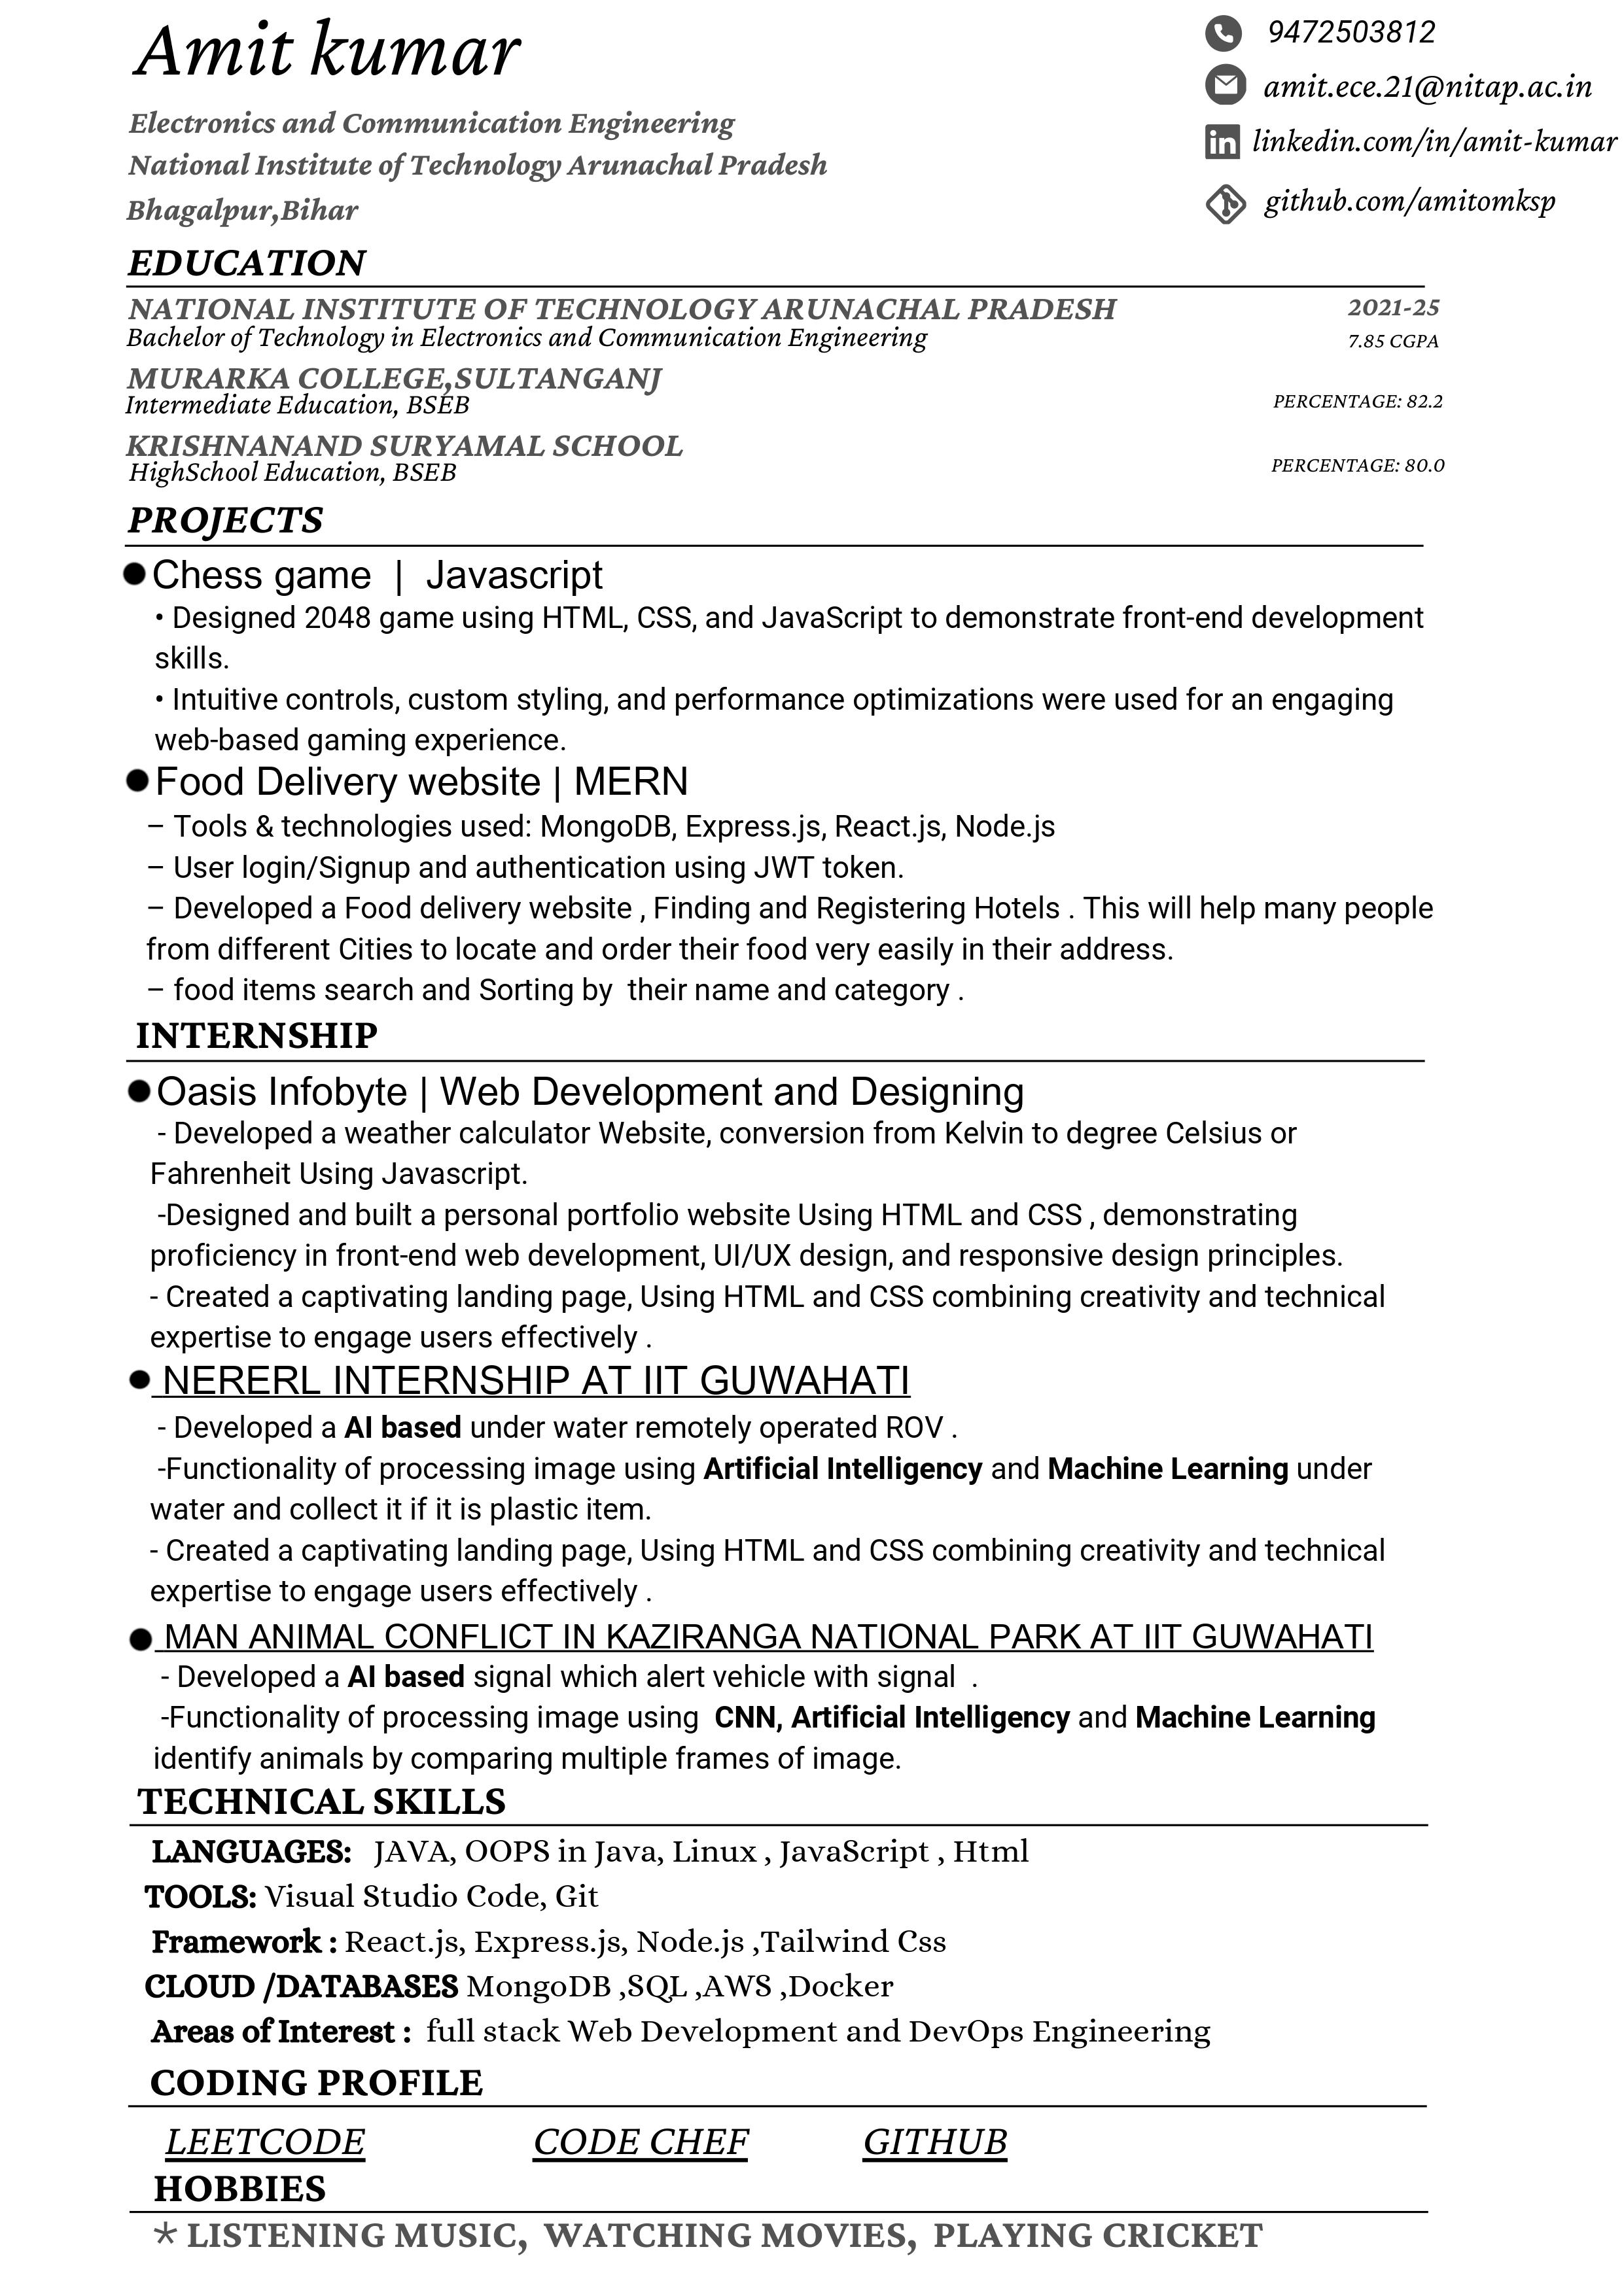 Amit kumar
9472503812
amit.ece.21@nitap.ac.in
linkedin.com/in/amit-kumar
github.com/amitomksp
Electronics and Communication Engineering
National Institute of Technology Arunachal Pradesh
Bhagalpur,Bihar
EDUCATION
NATIONAL INSTITUTE OF TECHNOLOGY ARUNACHAL PRADESH 2021-25
Bachelor of Technology in Electronics and Communication Engineering 7.85 CGPA
MURARKA COLLEGE,SULTANGANJ
Intermediate Education, BSEB PERCENTAGE: 82.2
KRISHNANAND SURYAMAL SCHOOL
HighSchool Education, BSEB PERCENTAGE: 80.0
PROJECTS
● Chess game | Javascript
• Designed 2048 game using HTML, CSS, and JavaScript to demonstrate front-end development
skills.
• Intuitive controls, custom styling, and performance optimizations were used for an engaging
web-based gaming experience.
● Food Delivery website | MERN
– Tools & technologies used: MongoDB, Express.js, React.js, Node.js
– User login/Signup and authentication using JWT token.
– Developed a Food delivery website , Finding and Registering Hotels . This will help many people
from different Cities to locate and order their food very easily in their address.
– food items search and Sorting by their name and category .
INTERNSHIP
● Oasis Infobyte | Web Development and Designing
- Developed a weather calculator Website, conversion from Kelvin to degree Celsius or
Fahrenheit Using Javascript.
-Designed and built a personal portfolio website Using HTML and CSS , demonstrating
proficiency in front-end web development, UI/UX design, and responsive design principles.
- Created a captivating landing page, Using HTML and CSS combining creativity and technical
expertise to engage users effectively .
● NERERL INTERNSHIP AT IIT GUWAHATI
- Developed a AI based under water remotely operated ROV .
-Functionality of processing image using Artificial Intelligency and Machine Learning under
water and collect it if it is plastic item.
- Created a captivating landing page, Using HTML and CSS combining creativity and technical
expertise to engage users effectively .
● MAN ANIMAL CONFLICT IN KAZIRANGA NATIONAL PARK AT IIT GUWAHATI
- Developed a AI based signal which alert vehicle with signal .
-Functionality of processing image using CNN, Artificial Intelligency and Machine Learning
identify animals by comparing multiple frames of image.
TECHNICAL SKILLS
LANGUAGES: JAVA, OOPS in Java, Linux , JavaScript , Html
TOOLS: Visual Studio Code, Git
Framework : React.js, Express.js, Node.js ,Tailwind Css
CLOUD /DATABASES MongoDB ,SQL ,AWS ,Docker
Areas of Interest : full stack Web Development and DevOps Engineering
CODING PROFILE
LEETCODE CODE CHEF GITHUB
HOBBIES
* LISTENING MUSIC, WATCHING MOVIES, PLAYING CRICKET